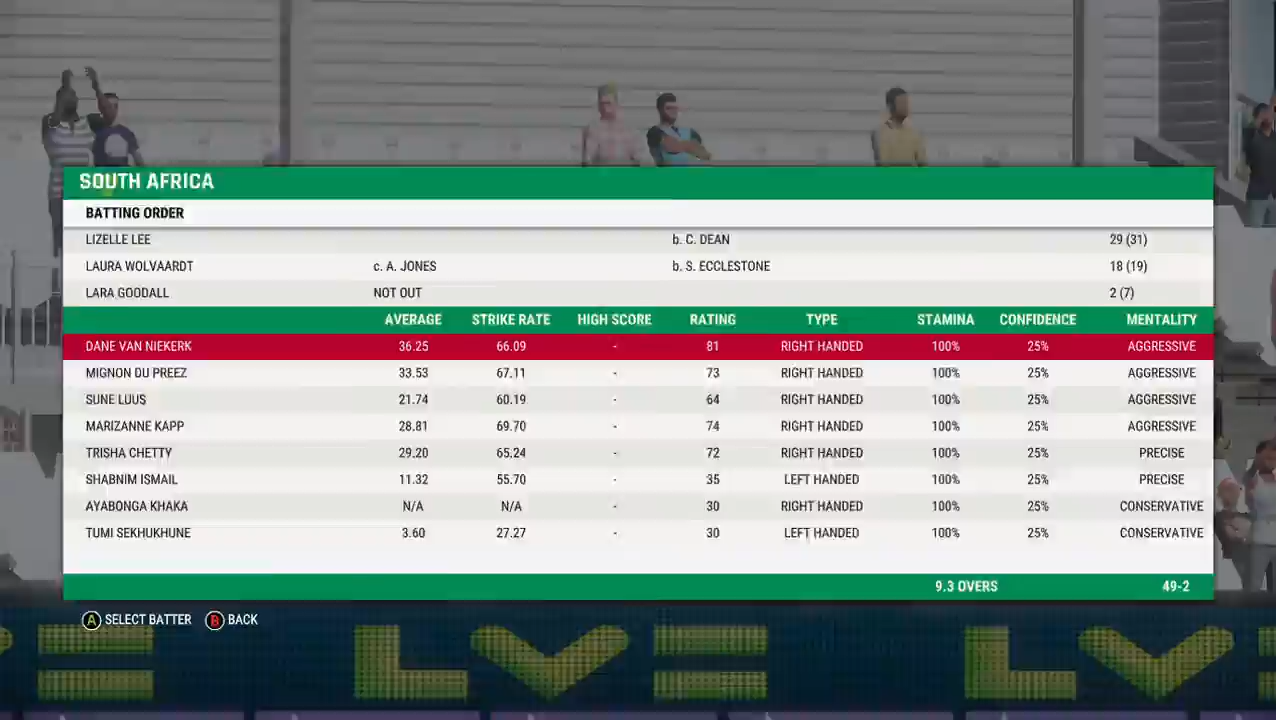 SOUTH AFRICA
BATTING ORDER
LIZELLE LEE b. C. DEAN 29 (31)
LAURA WOLVAARDT c. A. JONES b. S. ECCLESTONE 18 (19)
LARA GOODALL NOT OUT 2 (7)
AVERAGE STRIKE RATE HIGH SCORE RATING TYPE STAMINA CONFIDENCE MENTALITY
DANE VAN NIEKERK 36.25 66.09 - 81 RIGHT HANDED 100% 25% AGGRESSIVE
MIGNON DU PREEZ 33.53 67.11 - 73 RIGHT HANDED 100% 25% AGGRESSIVE
SUNE LUUS 21.74 60.19 - 64 RIGHT HANDED 100% 25% AGGRESSIVE
MARIZANNE KAPP 28.81 69.70 - 74 RIGHT HANDED 100% 25% AGGRESSIVE
TRISHA CHETTY 29.20 65.24 - 72 RIGHT HANDED 100% 25% PRECISE
SHABNIM ISMAIL 11.32 55.70 - 35 LEFT HANDED 100% 25% PRECISE
AYABONGA KHAKA N/A N/A - 30 RIGHT HANDED 100% 25% CONSERVATIVE
TUMI SEKHUKHUNE 3.60 27.27 - 30 LEFT HANDED 100% 25% CONSERVATIVE
9.3 OVERS 49-2
A SELECT BATTER B BACK